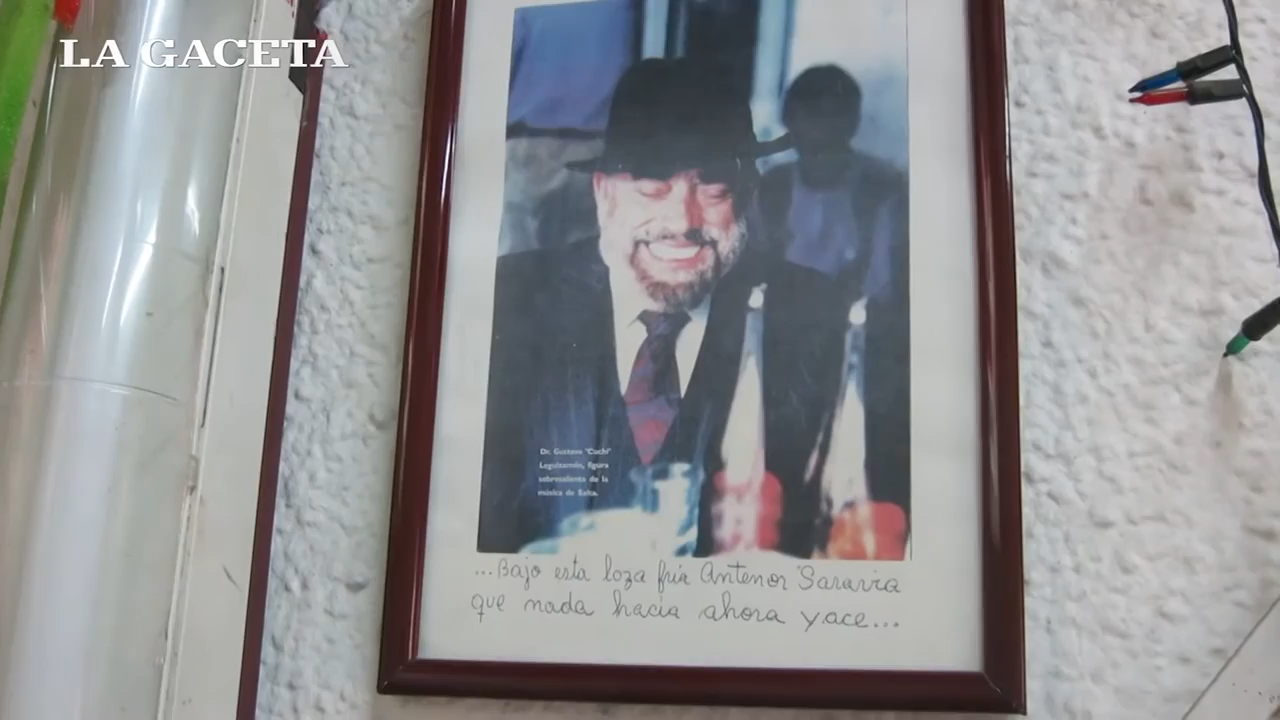 LA GACETA
Dr. Gustavo "Cuchi"
Leguizamón, figura
sobresaliente de la
música de Salta.
...Bajo esta loza fría Antenor Saravia
que nada hacía ahora yace...